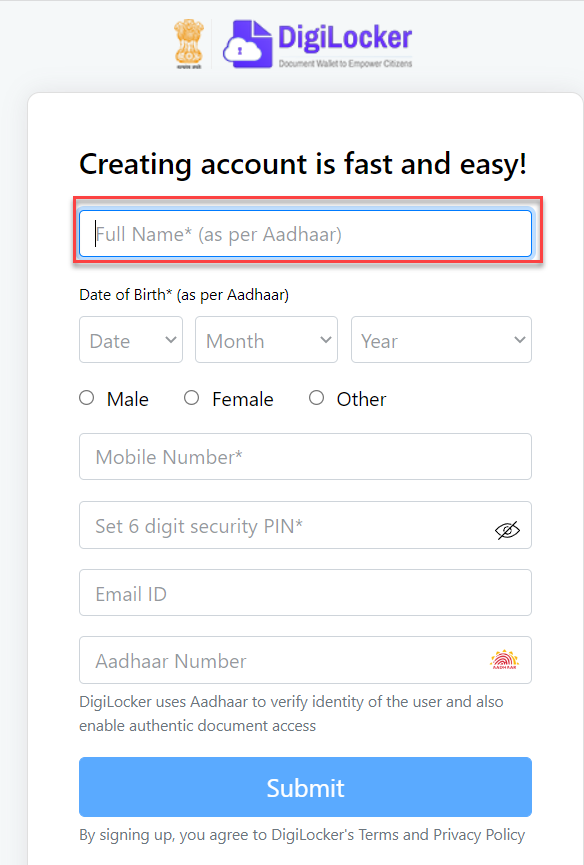 DigiLocker
Document Wallet to Empower Citizens
Creating account is fast and easy!
Full Name* (as per Aadhaar)
Date of Birth* (as per Aadhaar)
Date Month Year
Male Female Other
Mobile Number*
Set 6 digit security PIN*
Email ID
Aadhaar Number
AADHAAR
DigiLocker uses Aadhaar to verify identity of the user and also
enable authentic document access
Submit
By signing up, you agree to DigiLocker's Terms and Privacy Policy